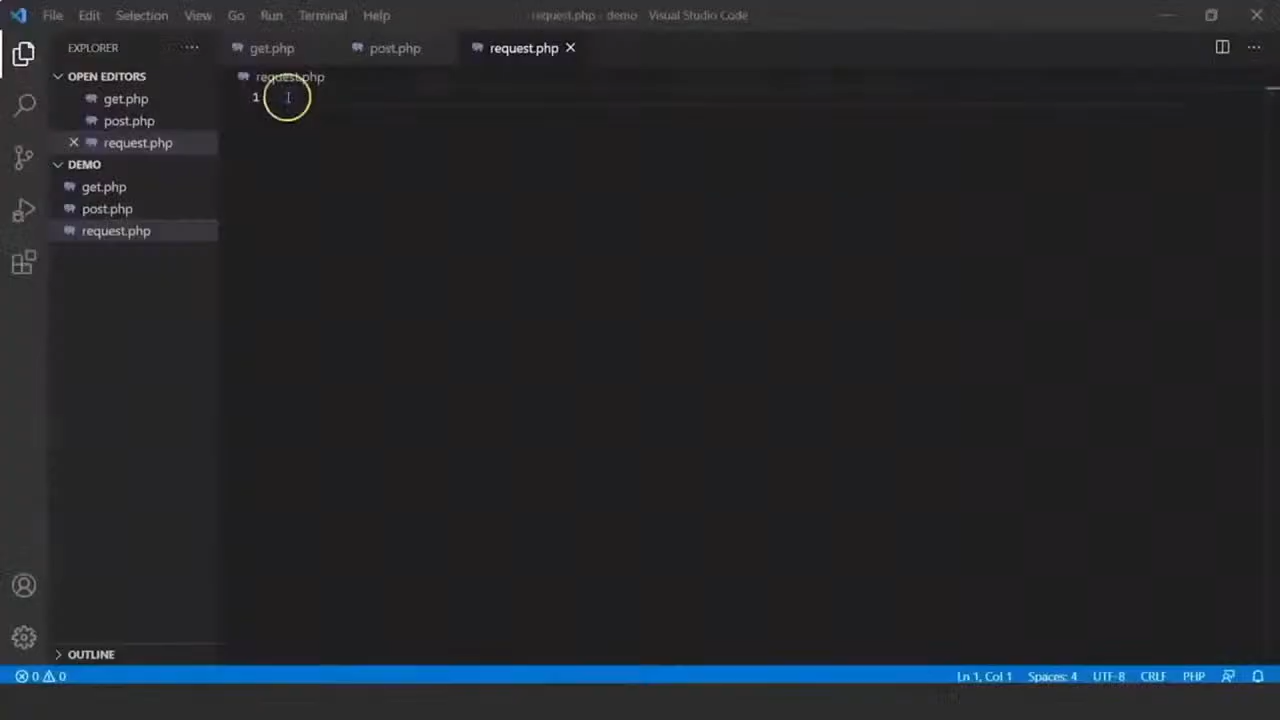 File Edit Selection View Go Run Terminal Help request.php - demo - Visual Studio Code
EXPLORER
get.php post.php request.php
OPEN EDITORS
get.php
post.php
request.php
DEMO
get.php
post.php
request.php
OUTLINE
request.php
1
0 0 Ln 1, Col 1 Spaces: 4 UTF-8 CRLF PHP